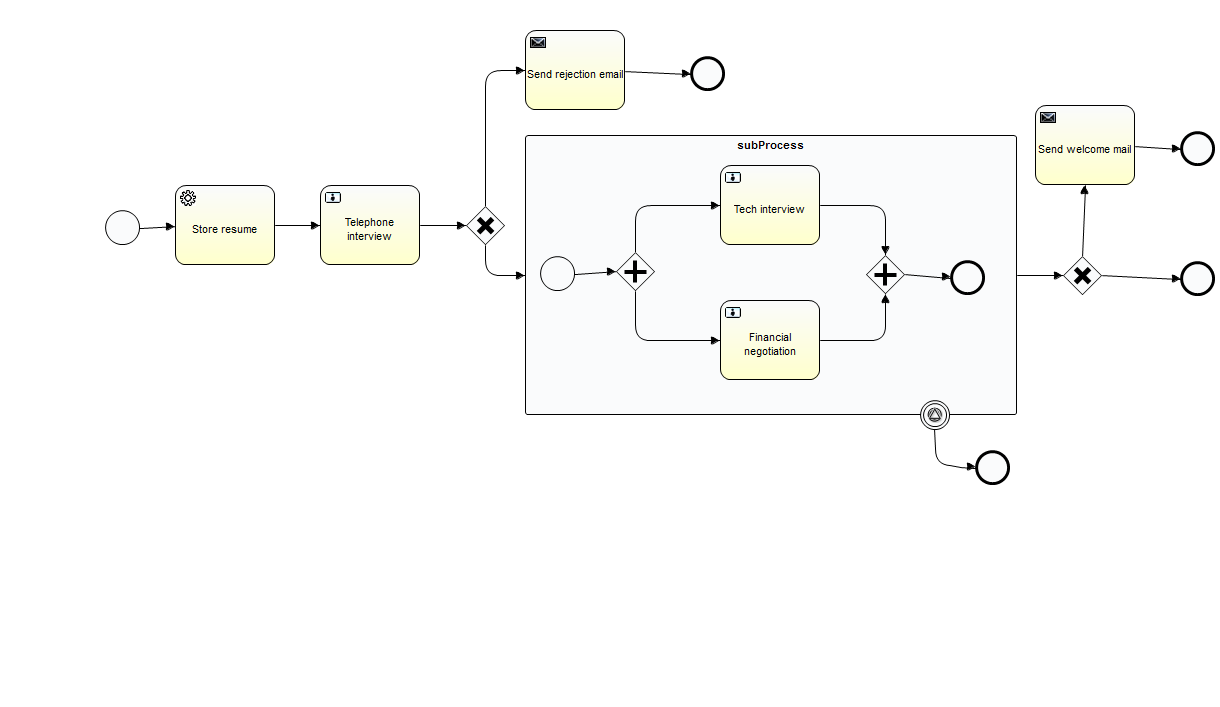 Send rejection email
subProcess
Send welcome mail
Tech interview
Store resume
Telephone
interview
Financial
negotiation